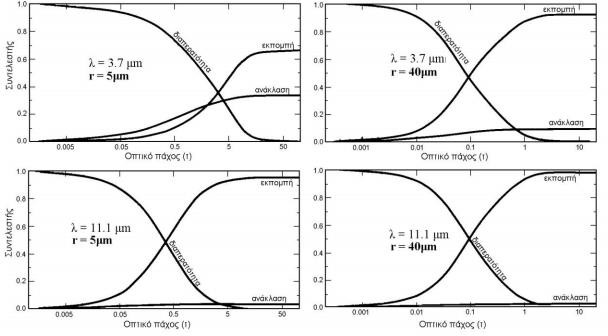 Συντελεστής
1.0
0.8
0.6
0.4
0.2
0.0
λ = 3.7 μm
r = 5μm
διαπερατότητα
εκπομπή
ανάκλαση
0.005
0.05
0.5
5
50
Οπτικό πάχος (τ)
1.0
0.8
0.6
0.4
0.2
0.0
λ = 3.7 μm
r = 40μm
διαπερατότητα
εκπομπή
ανάκλαση
0.001
0.01
0.1
1
10
Οπτικό πάχος (τ)
Συντελεστής
1.0
0.8
0.6
0.4
0.2
0.0
λ = 11.1 μm
r = 5μm
διαπερατότητα
εκπομπή
ανάκλαση
0.005
0.05
0.5
5
50
Οπτικό πάχος (τ)
1.0
0.8
0.6
0.4
0.2
0.0
λ = 11.1 μm
r = 40μm
διαπερατότητα
εκπομπή
ανάκλαση
0.001
0.01
0.1
1
10
Οπτικό πάχος (τ)